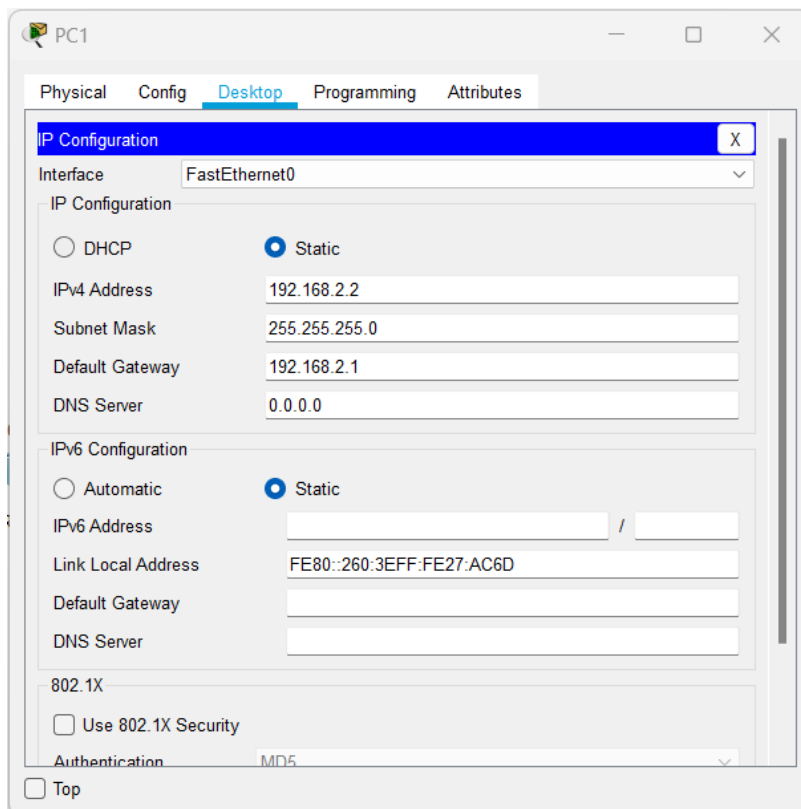 PC1
Physical Config Desktop Programming Attributes
IP Configuration X
Interface FastEthernet0
IP Configuration
DHCP Static
IPv4 Address 192.168.2.2
Subnet Mask 255.255.255.0
Default Gateway 192.168.2.1
DNS Server 0.0.0.0
IPv6 Configuration
Automatic Static
IPv6 Address /
Link Local Address FE80::260:3EFF:FE27:AC6D
Default Gateway
DNS Server
802.1X
Use 802.1X Security
Authentication MD5
Top